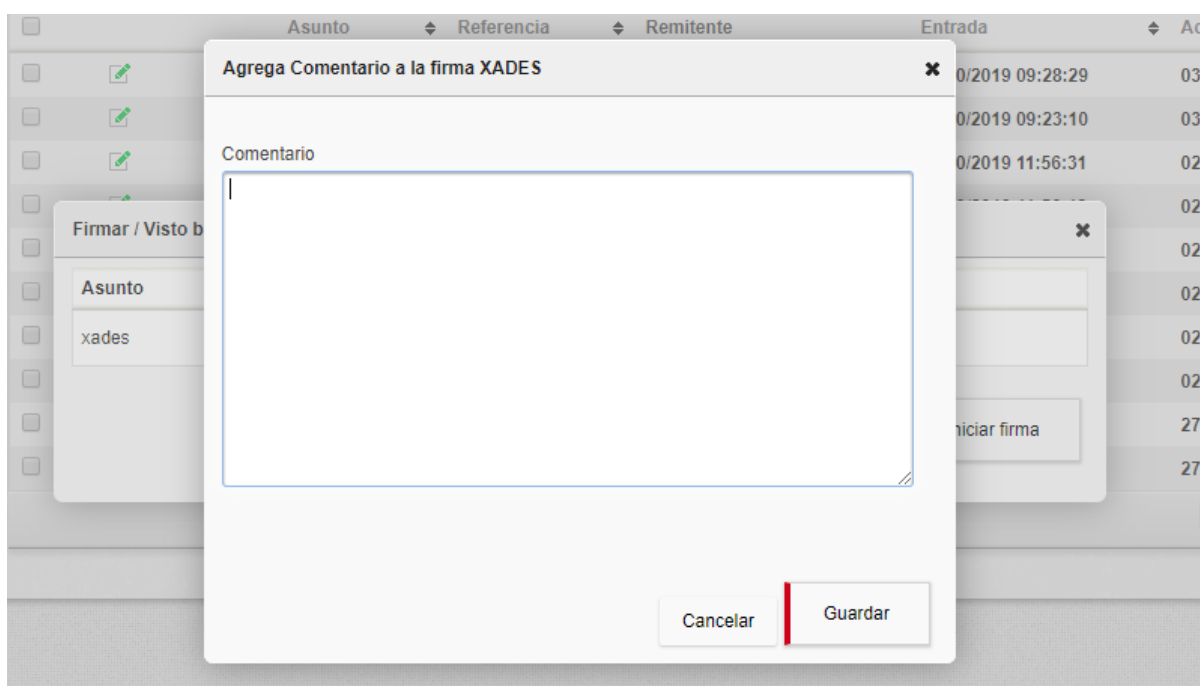 Asunto Referencia Remitente Entrada
Agrega Comentario a la firma XADES
0/2019 09:28:29 03
0/2019 09:23:10 03
Comentario
0/2019 11:56:31 02
02
Firmar / Visto b
02
Asunto
02
xades
02
02
niciar firma
27
27
Cancelar
Guardar